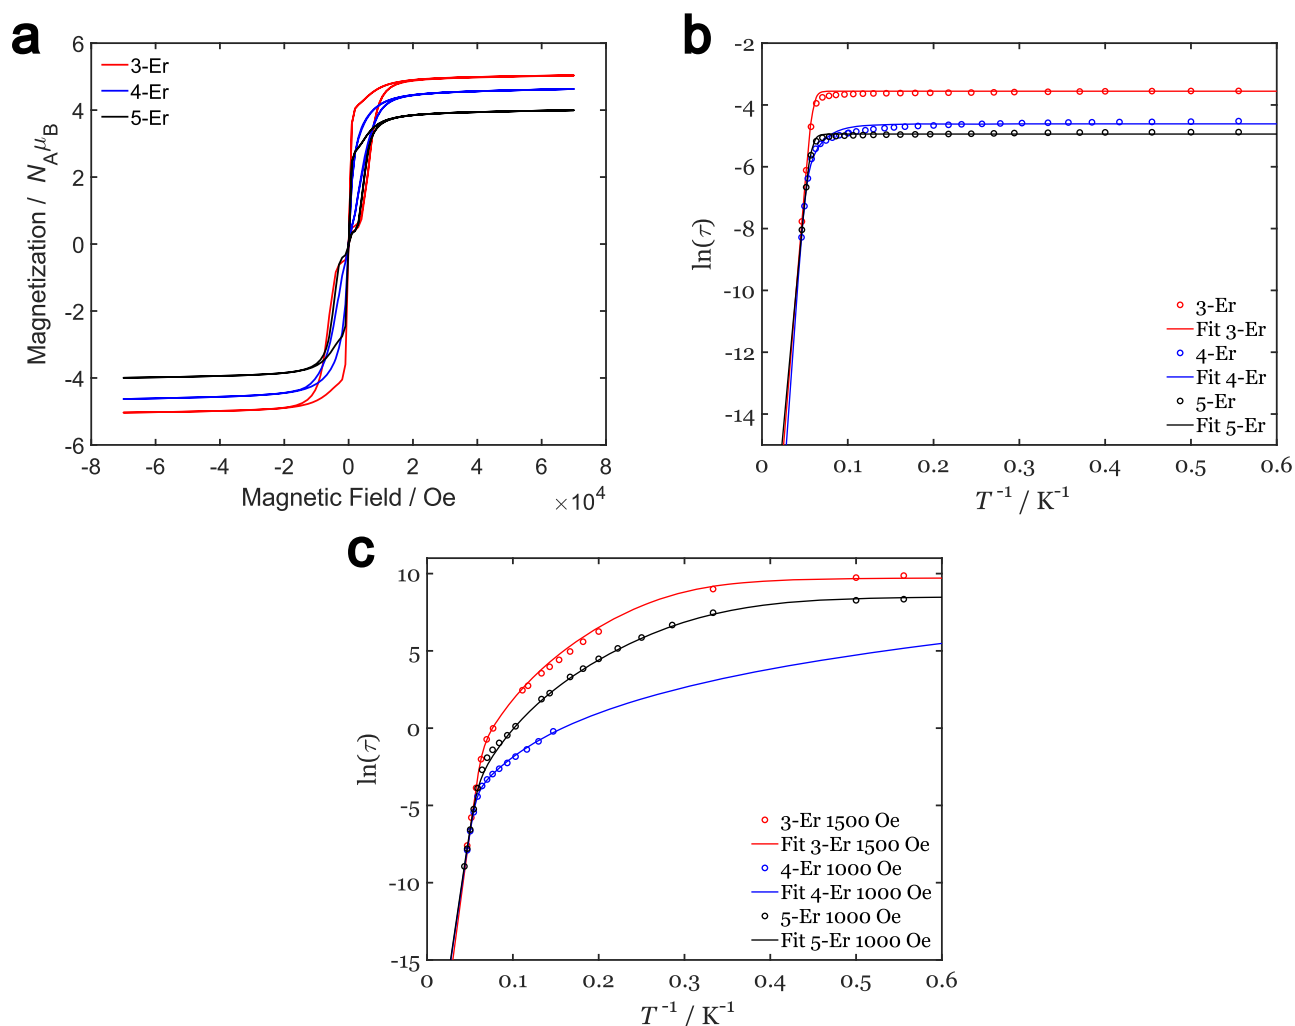 a
6
4
2
0
-2
-4
-6
-8
-6
-4
-2
0
2
4
6
8
×10⁴
Magnetization / N_Aμ_B
Magnetic Field / Oe
3-Er
4-Er
5-Er
b
-2
-4
-6
-8
-10
-12
-14
0
0.1
0.2
0.3
0.4
0.5
0.6
ln(τ)
T⁻¹ / K⁻¹
3-Er
Fit 3-Er
4-Er
Fit 4-Er
5-Er
Fit 5-Er
c
10
5
0
-5
-10
-15
0
0.1
0.2
0.3
0.4
0.5
0.6
ln(τ)
T⁻¹ / K⁻¹
3-Er 1500 Oe
Fit 3-Er 1500 Oe
4-Er 1000 Oe
Fit 4-Er 1000 Oe
5-Er 1000 Oe
Fit 5-Er 1000 Oe